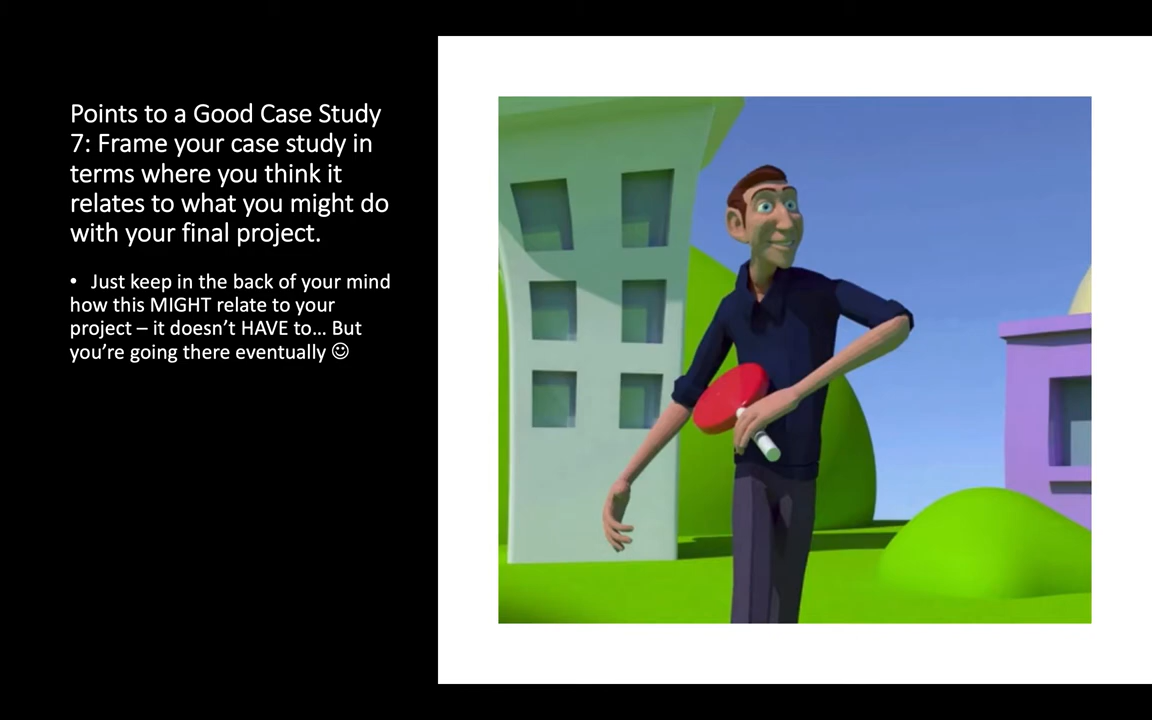 Points to a Good Case Study
7: Frame your case study in
terms where you think it
relates to what you might do
with your final project.
• Just keep in the back of your mind
how this MIGHT relate to your
project – it doesn’t HAVE to… But
you’re going there eventually ☺